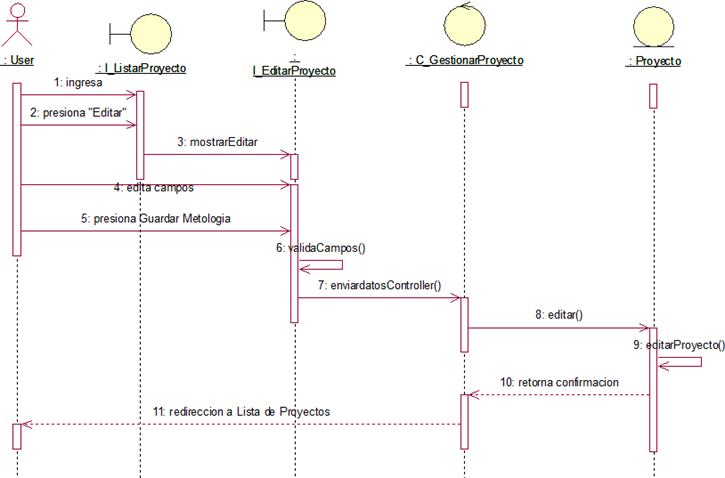 : User
: I_ListarProyecto
:
I_EditarProyecto
: C_GestionarProyecto
: Proyecto
1: ingresa
2: presiona "Editar"
3: mostrarEditar
4: edita campos
5: presiona Guardar Metologia
6: validaCampos()
7: enviardatosController()
8: editar()
9: editarProyecto()
10: retorna confirmacion
11: redireccion a Lista de Proyectos